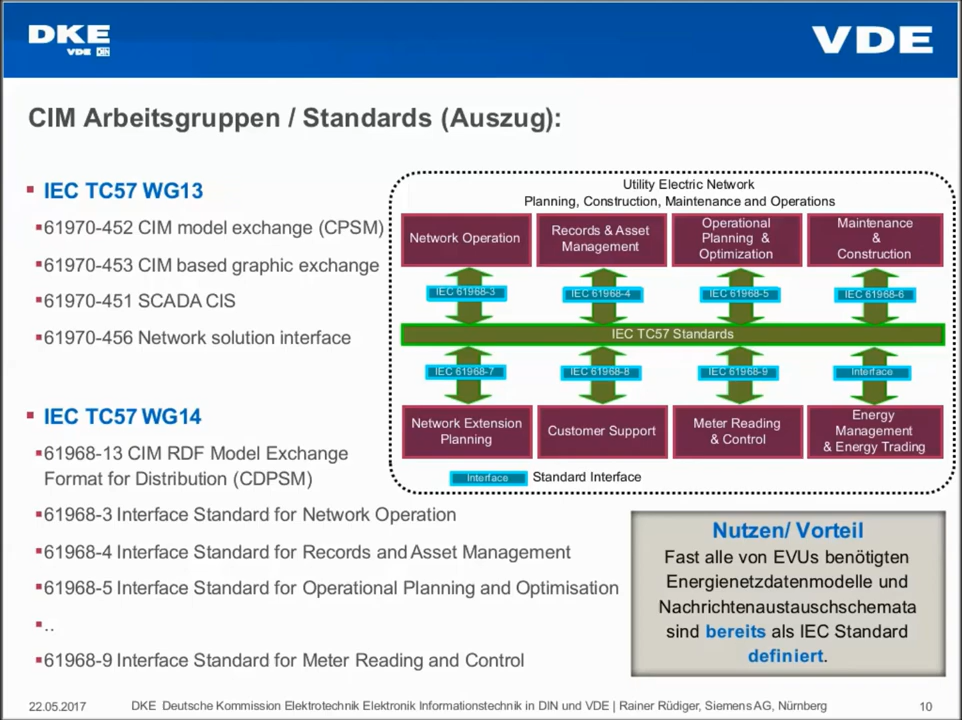 DKE
VDE DIN
VDE
CIM Arbeitsgruppen / Standards (Auszug):
IEC TC57 WG13
61970-452 CIM model exchange (CPSM)
61970-453 CIM based graphic exchange
61970-451 SCADA CIS
61970-456 Network solution interface
IEC TC57 WG14
61968-13 CIM RDF Model Exchange
Format for Distribution (CDPSM)
61968-3 Interface Standard for Network Operation
61968-4 Interface Standard for Records and Asset Management
61968-5 Interface Standard for Operational Planning and Optimisation
..
61968-9 Interface Standard for Meter Reading and Control
Utility Electric Network
Planning, Construction, Maintenance and Operations
Network Operation
Records & Asset
Management
Operational
Planning &
Optimization
Maintenance
&
Construction
IEC 61968-3
IEC 61968-4
IEC 61968-5
IEC 61968-6
IEC TC57 Standards
IEC 61968-7
IEC 61968-8
IEC 61968-9
Interface
Network Extension
Planning
Customer Support
Meter Reading
& Control
Energy
Management
& Energy Trading
Interface
Standard Interface
Nutzen/ Vorteil
Fast alle von EVUs benötigten
Energienetzdatenmodelle und
Nachrichtenaustauschschemata
sind bereits als IEC Standard
definiert.
22.05.2017
DKE Deutsche Kommission Elektrotechnik Elektronik Informationstechnik in DIN und VDE | Rainer Rüdiger, Siemens AG, Nürnberg
10